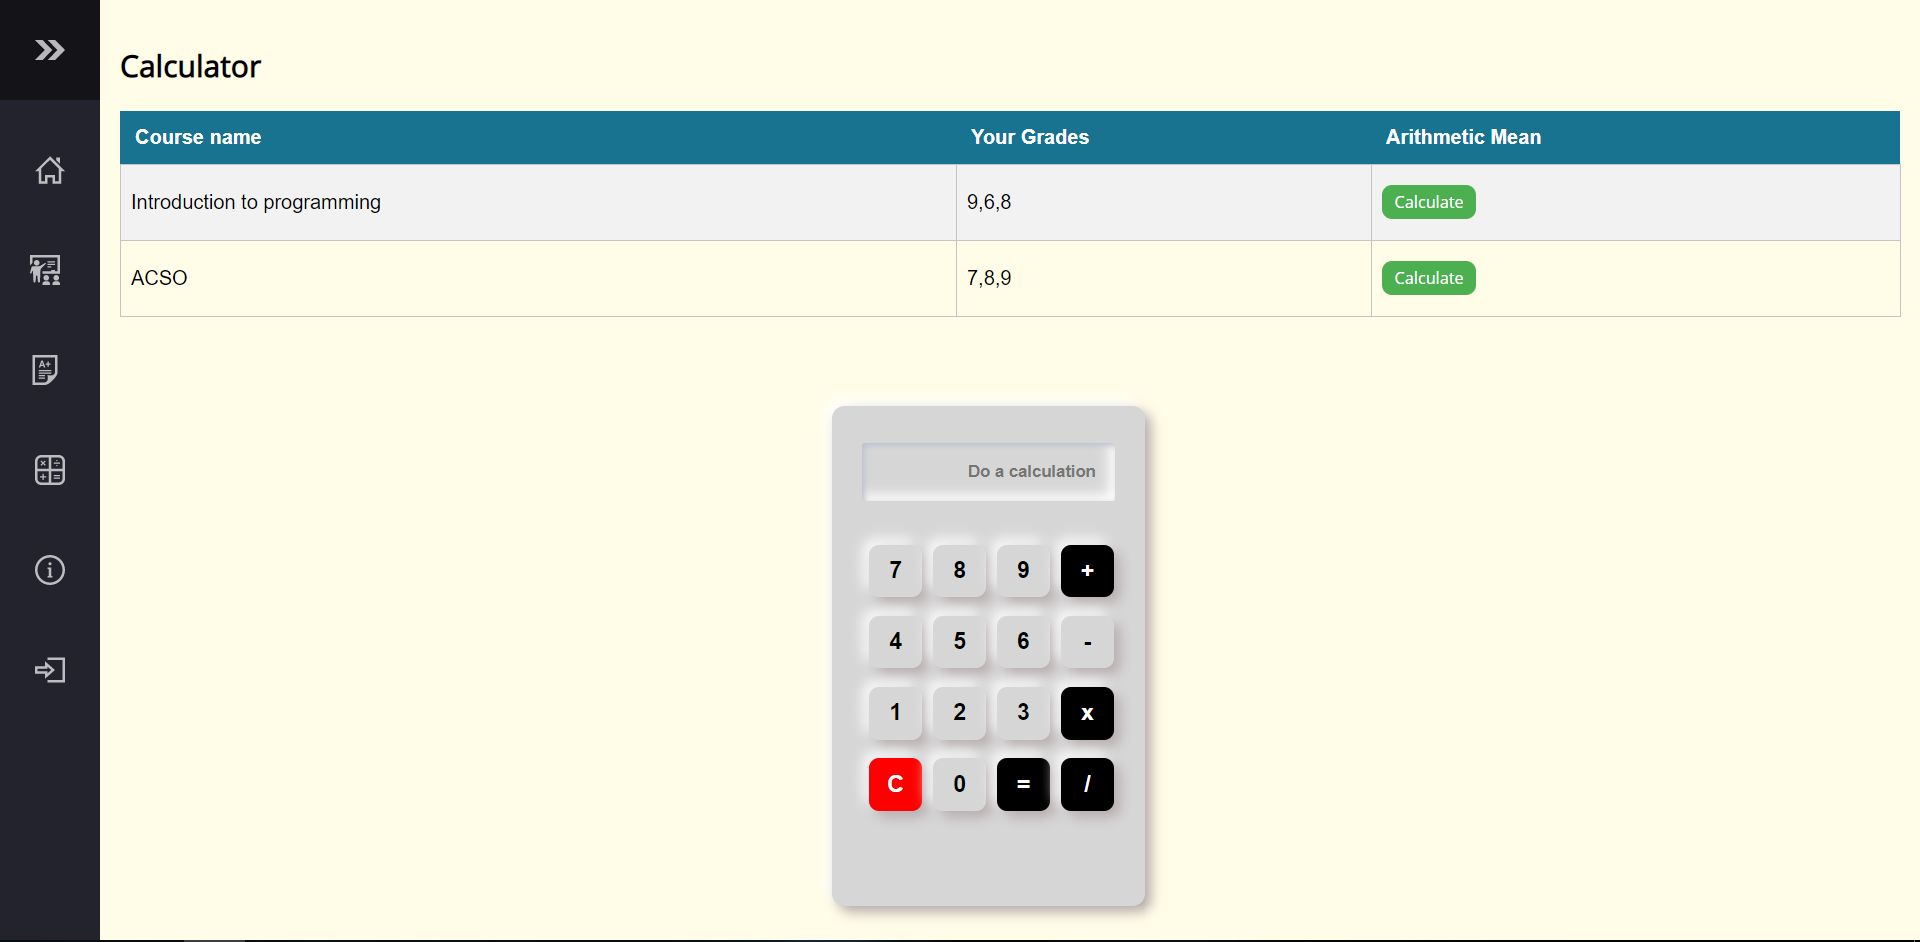 Calculator
Course name Your Grades Arithmetic Mean
Introduction to programming 9,6,8 Calculate
ACSO 7,8,9 Calculate
Do a calculation
7 8 9 +
4 5 6 -
1 2 3 x
C 0 = /